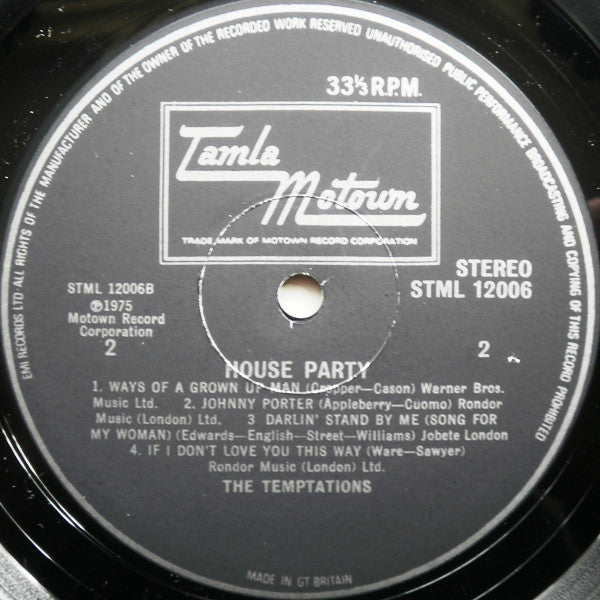 EMI RECORDS LTD ALL RIGHTS OF THE MANUFACTURER AND OF THE OWNER OF THE RECORDED WORK RESERVED UNAUTHORISED PUBLIC PERFORMANCE BROADCASTING AND COPYING OF THIS RECORD PROHIBITED
33⅓ R.P.M.
Tamla
Motown
TRADE MARK OF MOTOWN RECORD CORPORATION
STEREO
STML 12006
STML 12006B
℗1975
Motown Record
Corporation
2
2
HOUSE PARTY
1. WAYS OF A GROWN UP MAN (Cropper—Cason) Warner Bros.
Music Ltd. 2. JOHNNY PORTER (Appleberry—Cuomo) Rondor
Music (London) Ltd. 3 DARLIN' STAND BY ME (SONG FOR
MY WOMAN) (Edwards—English—Street—Williams) Jobete London
4. IF I DON'T LOVE YOU THIS WAY (Ware—Sawyer)
Rondor Music (London) Ltd.
THE TEMPTATIONS
MADE IN GT BRITAIN